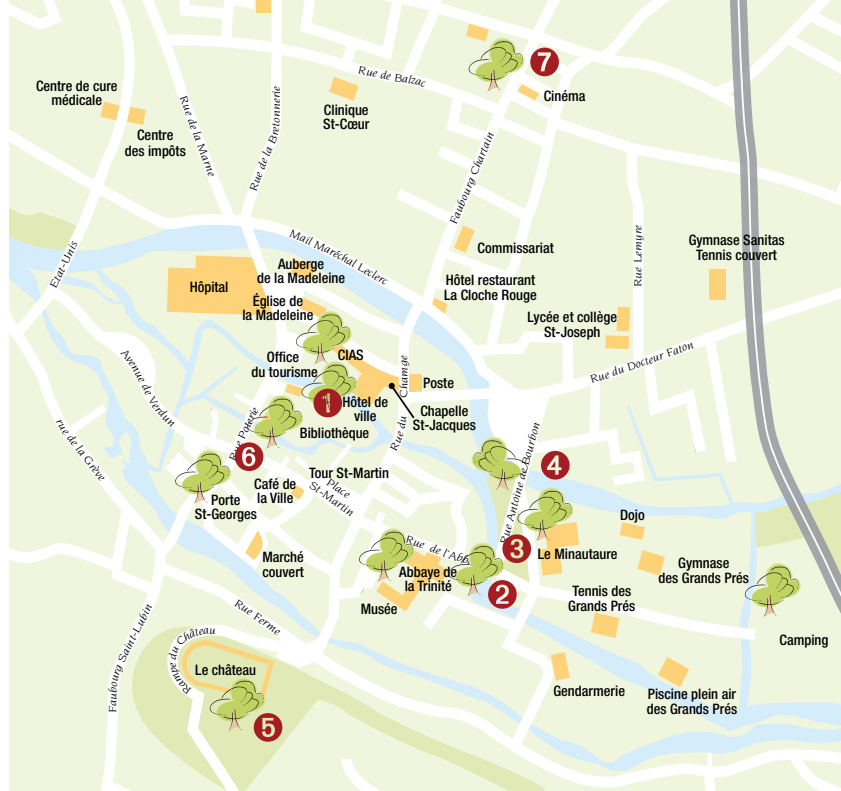 7
Rue de Balzac
Centre de cure
médicale
Cinéma
Clinique
St-Cœur
Rue de la Marne
Rue de la Bretonnerie
Centre
des impôts
Faubourg Chartain
Mail Maréchal Leclerc
Etat-Unis
Commissariat
Rue Lemyre
Gymnase Sanitas
Tennis couvert
Hôpital
Auberge
de la Madeleine
Hôtel restaurant
La Cloche Rouge
Église de
la Madeleine
Lycée et collège
St-Joseph
CIAS
Office
du tourisme
Rue du Docteur Faton
Avenue de Verdun
Poste
1
Hôtel de
ville
Rue du Change
Chapelle
St-Jacques
rue de la Grève
Rue Poterie
Bibliothèque
6
Rue Antoine de Bourbon
4
Tour St-Martin
Place
St-Martin
Café de
la Ville
Porte
St-Georges
Dojo
3
Le Minautaure
Rue de l'Abb
Marché
couvert
Abbaye de
la Trinité
Gymnase
des Grands Prés
2
Musée
Tennis des
Grands Prés
Rue Ferme
Camping
Faubourg Saint-Lubin
Rampe du Château
Le château
Gendarmerie
Piscine plein air
des Grands Prés
5